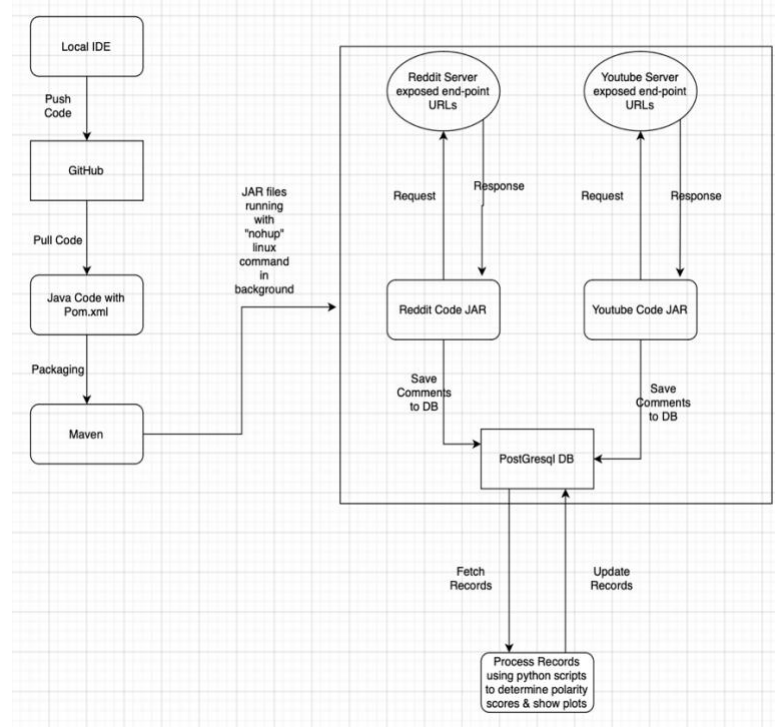 Local IDE
Push
Code
GitHub
Pull Code
Java Code with
Pom.xml
Packaging
Maven
JAR files
running
with
"nohup"
linux
command
in
background
Reddit Server
exposed end-point
URLs
Youtube Server
exposed end-point
URLs
Request
Response
Request
Response
Reddit Code JAR
Youtube Code JAR
Save
Comments
to DB
Save
Comments
to DB
PostGresql DB
Fetch
Records
Update
Records
Process Records
using python scripts
to determine polarity
scores & show plots